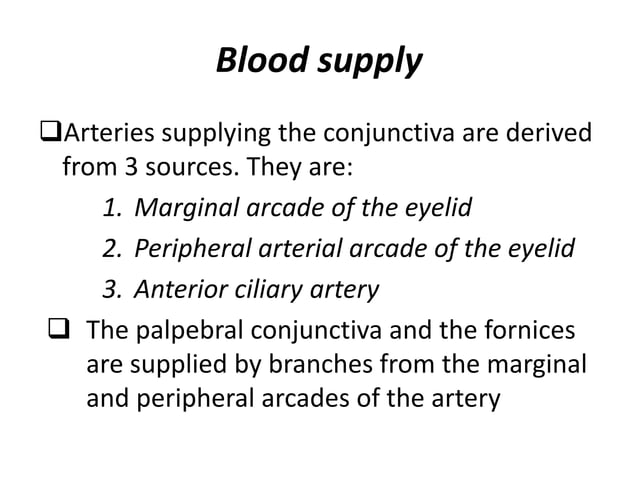 Blood supply
❑Arteries supplying the conjunctiva are derived
from 3 sources. They are:
1. Marginal arcade of the eyelid
2. Peripheral arterial arcade of the eyelid
3. Anterior ciliary artery
❑ The palpebral conjunctiva and the fornices
are supplied by branches from the marginal
and peripheral arcades of the artery